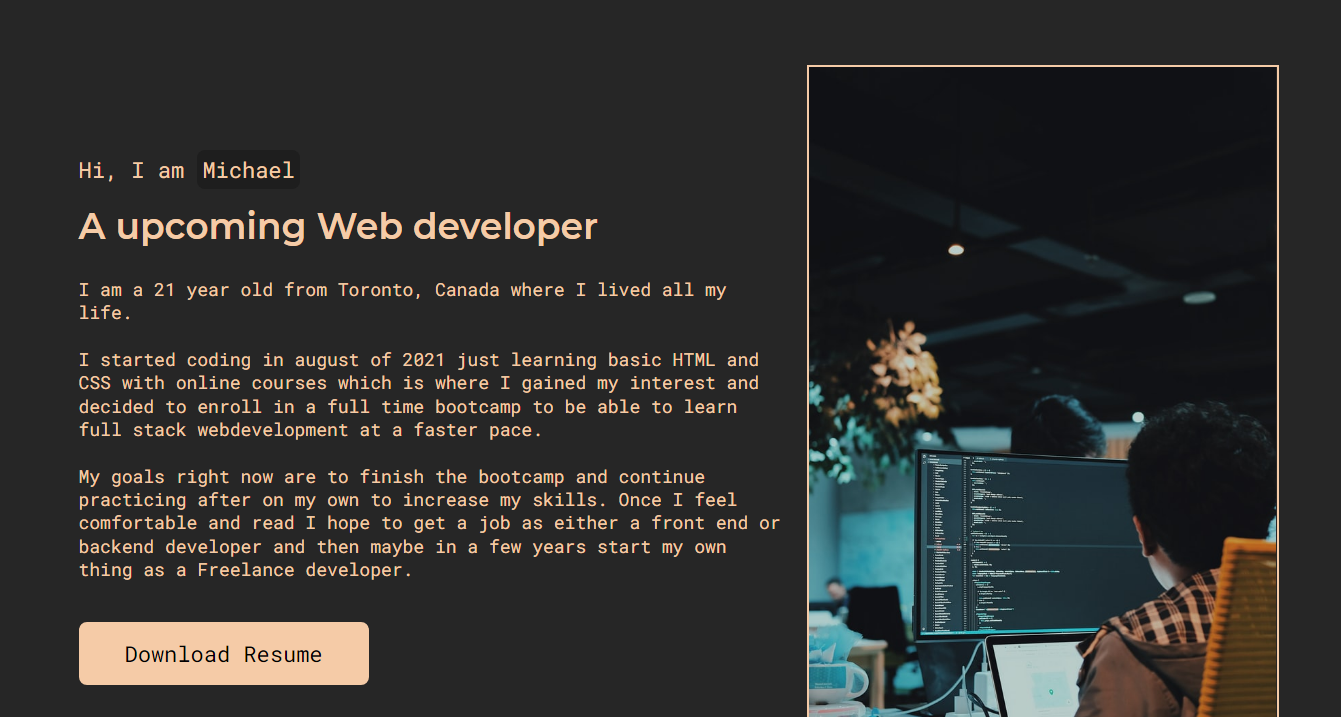 Hi, I am Michael
A upcoming Web developer
I am a 21 year old from Toronto, Canada where I lived all my
life.
I started coding in august of 2021 just learning basic HTML and
CSS with online courses which is where I gained my interest and
decided to enroll in a full time bootcamp to be able to learn
full stack webdevelopment at a faster pace.
My goals right now are to finish the bootcamp and continue
practicing after on my own to increase my skills. Once I feel
comfortable and read I hope to get a job as either a front end or
backend developer and then maybe in a few years start my own
thing as a Freelance developer.
Download Resume